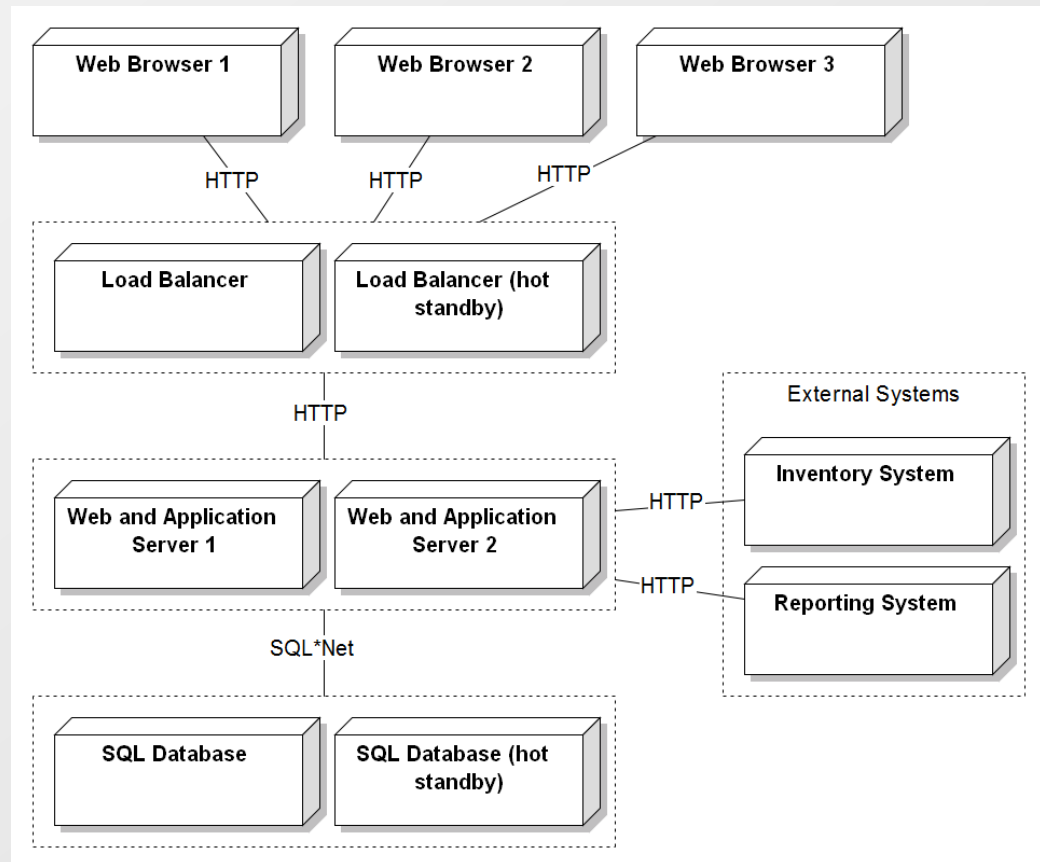 Web Browser 1
Web Browser 2
Web Browser 3
HTTP
HTTP
HTTP
Load Balancer
Load Balancer (hot
standby)
HTTP
External Systems
Inventory System
Web and Application
Server 1
Web and Application
Server 2
HTTP
HTTP
Reporting System
SQL*Net
SQL Database
SQL Database (hot
standby)